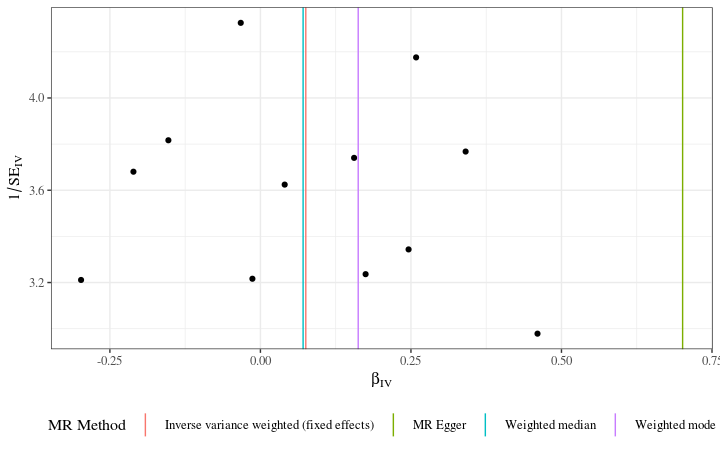 4.0
3.6
3.2
1/SE_IV
-0.25 0.00 0.25 0.50 0.75
β_IV
MR Method Inverse variance weighted (fixed effects) MR Egger Weighted median Weighted mode